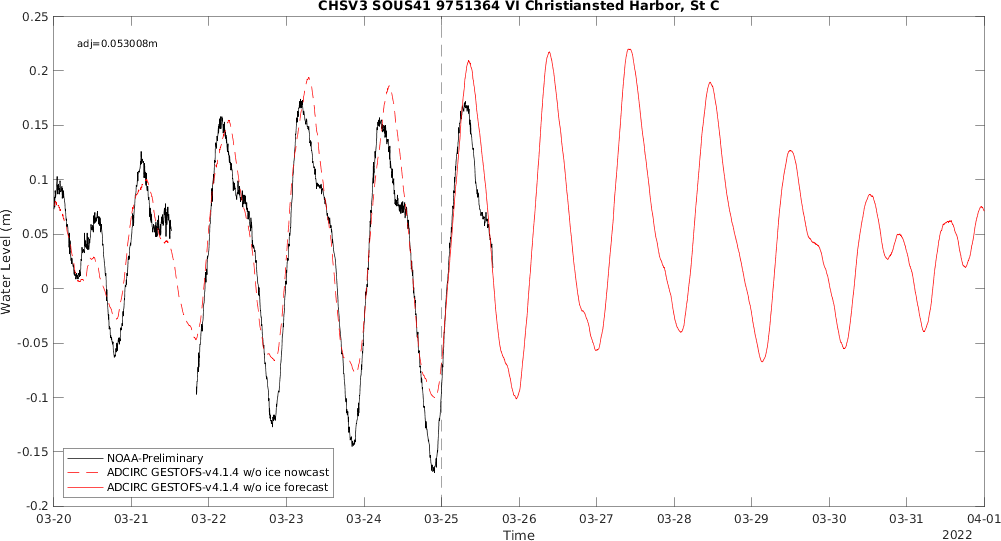 CHSV3 SOUS41 9751364 VI Christiansted Harbor, St C
adj=0.053008m
0.25
0.2
0.15
0.1
0.05
0
-0.05
-0.1
-0.15
-0.2
Water Level (m)
NOAA-Preliminary
ADCIRC GESTOFS-v4.1.4 w/o ice nowcast
ADCIRC GESTOFS-v4.1.4 w/o ice forecast
03-20 03-21 03-22 03-23 03-24 03-25 03-26 03-27 03-28 03-29 03-30 03-31 04-01
Time
2022